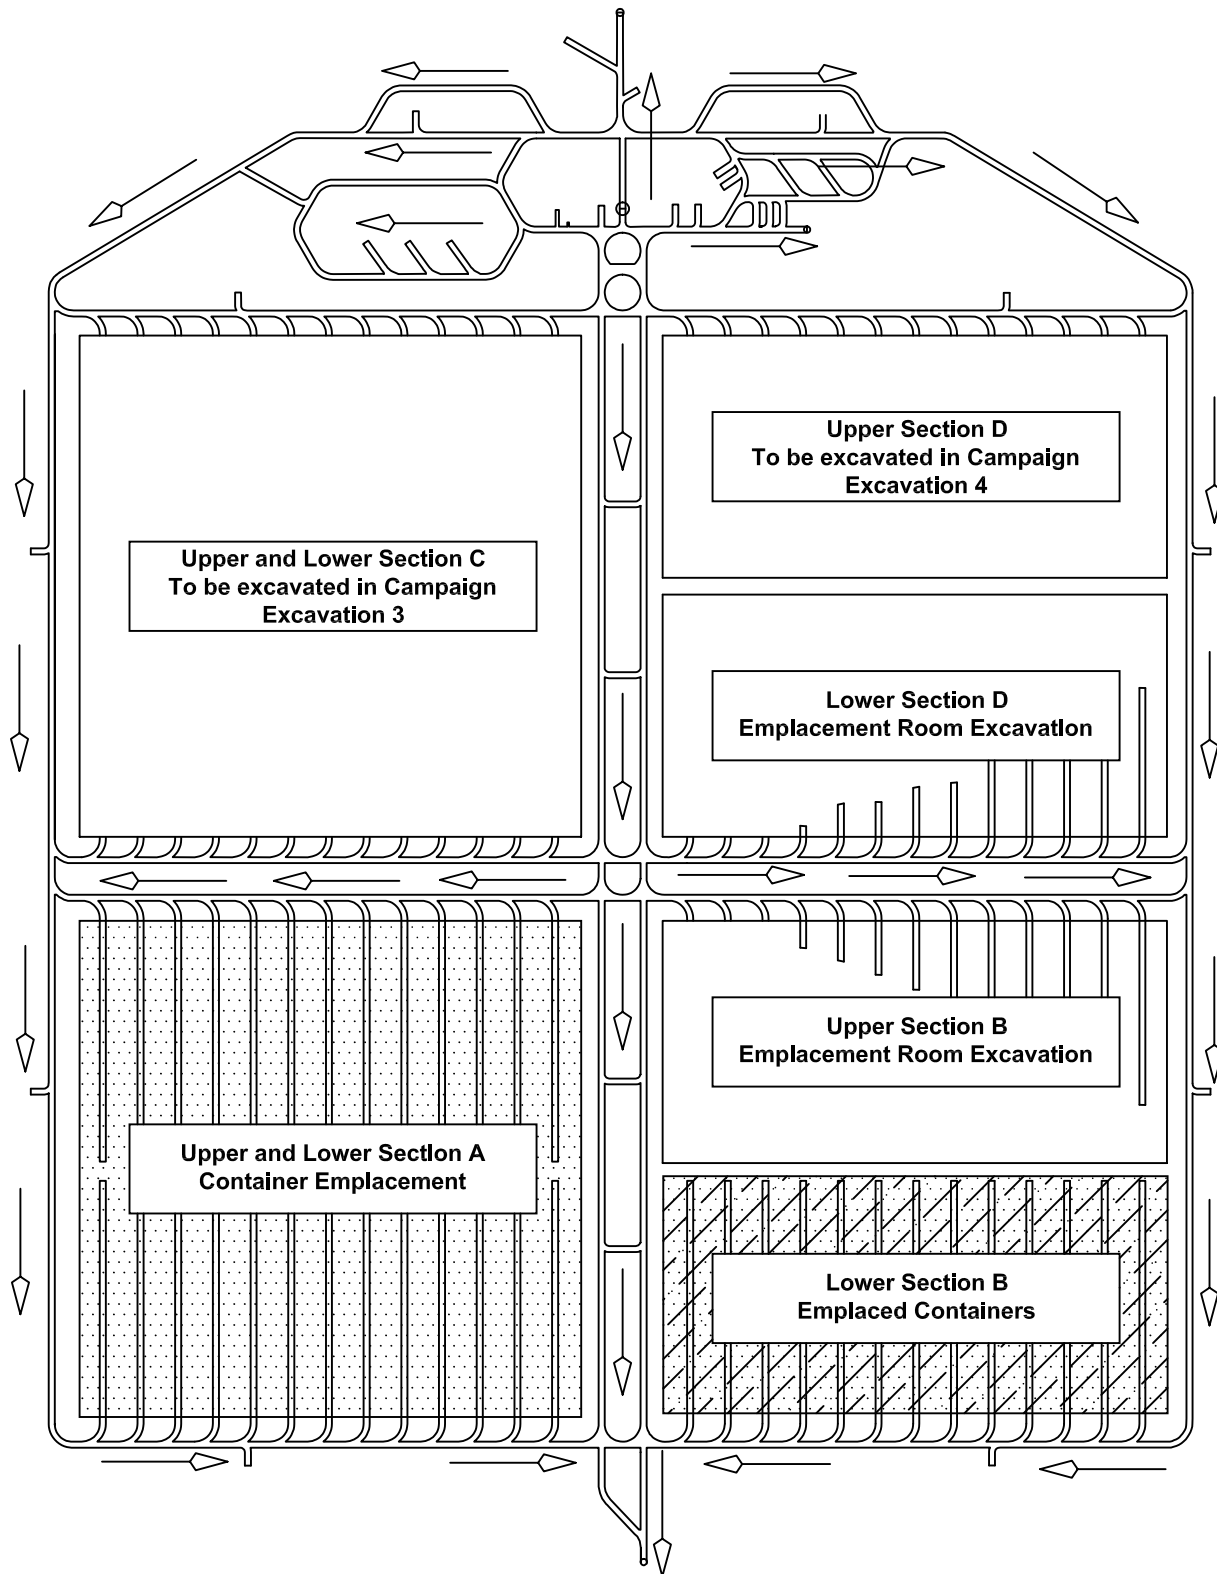 Upper Section D
To be excavated in Campaign
Excavation 4
Upper and Lower Section C
To be excavated in Campaign
Excavation 3
Lower Section D
Emplacement Room Excavation
Upper Section B
Emplacement Room Excavation
Upper and Lower Section A
Container Emplacement
Lower Section B
Emplaced Containers